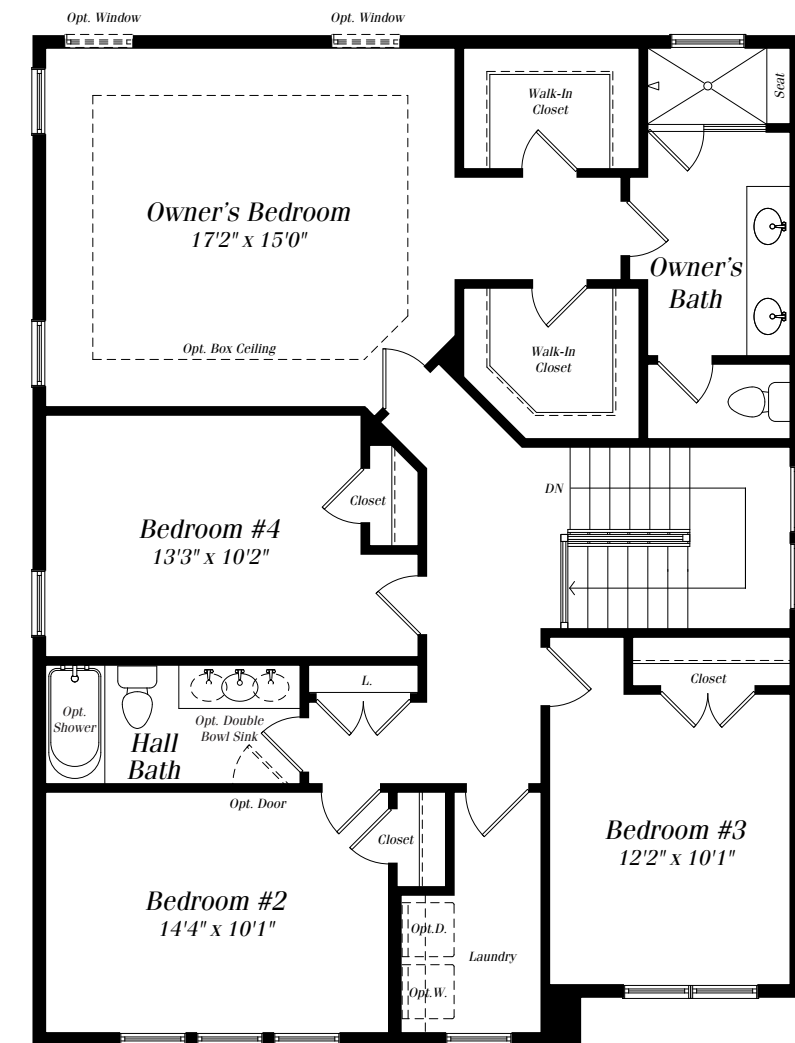 Opt. Window
Opt. Window
Walk-In
Closet
Seat
Owner's Bedroom
17'2" x 15'0"
Owner's
Bath
Opt. Box Ceiling
Walk-In
Closet
DN
Closet
Bedroom #4
13'3" x 10'2"
L.
Closet
Opt.
Shower
Opt. Double
Bowl Sink
Hall
Bath
Opt. Door
Closet
Bedroom #3
12'2" x 10'1"
Bedroom #2
14'4" x 10'1"
Opt.D.
Laundry
Opt.W.